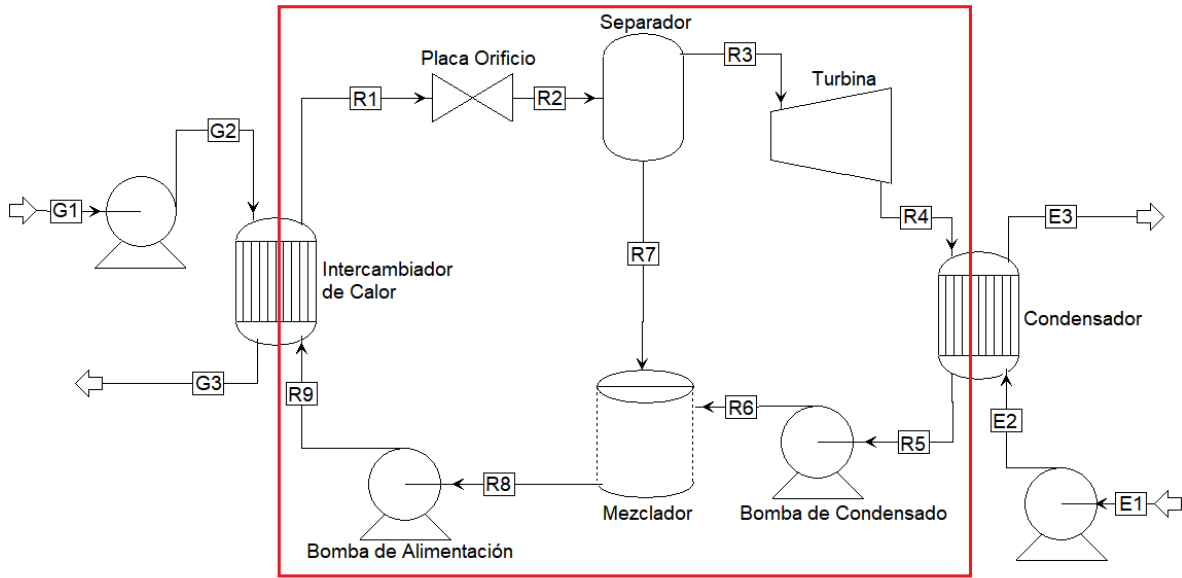 Separador
Placa Orificio
R3
Turbina
R1
R2
G2
G1
R4
E3
R7
Intercambiador
de Calor
Condensador
G3
R9
R6
E2
R5
R8
E1
Mezclador
Bomba de Condensado
Bomba de Alimentación